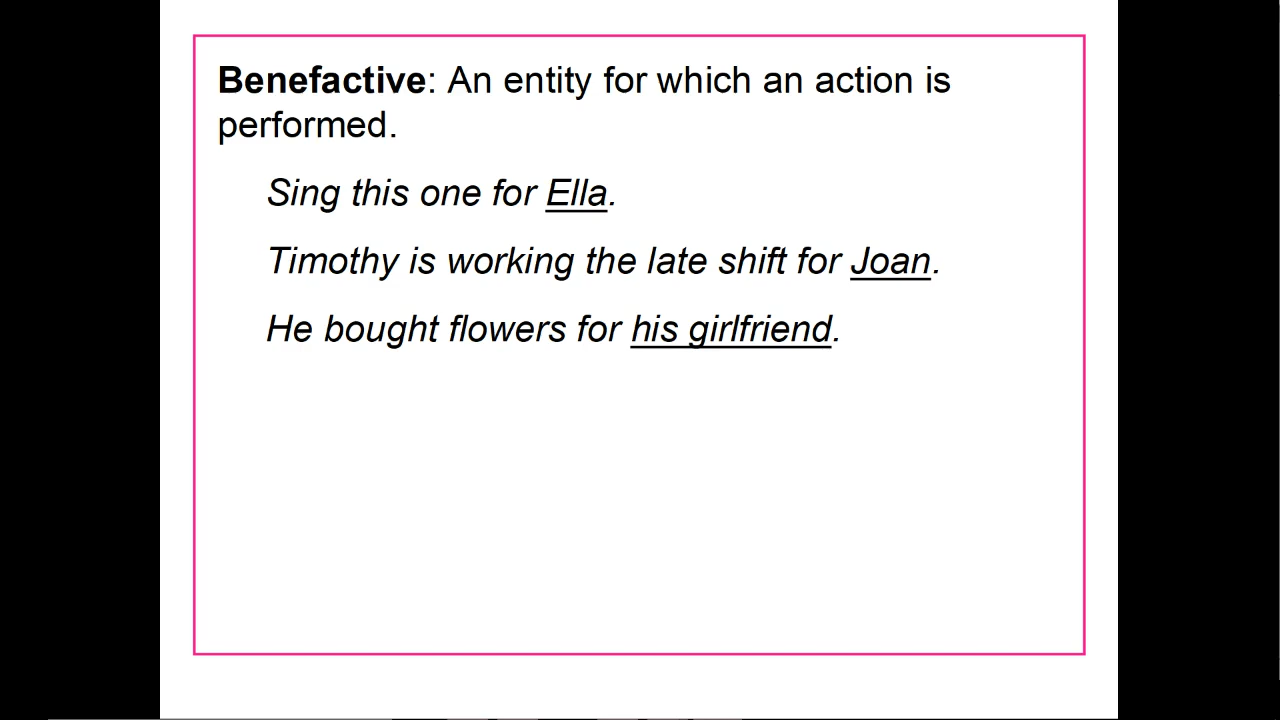 Benefactive: An entity for which an action is
performed.
Sing this one for Ella.
Timothy is working the late shift for Joan.
He bought flowers for his girlfriend.